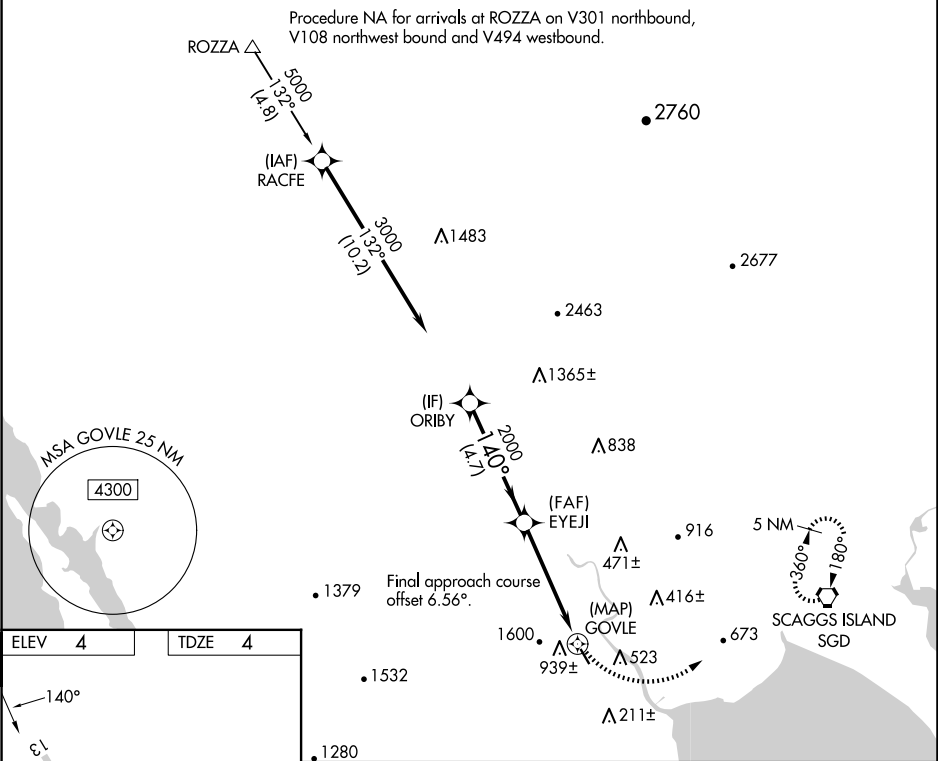 Procedure NA for arrivals at ROZZA on V301 northbound,
V108 northwest bound and V494 westbound.
ROZZA
5000
132°
(4.8)
2760
(IAF)
RACFE
3000
132°
(10.2)
1483
2677
2463
1365±
(IF)
ORIBY
2000
140°
(4.7)
838
MSA GOVLE 25 NM
4300
(FAF)
EYEJI
916
5 NM
360°
180°
471±
1379
Final approach course
offset 6.56°.
416±
(MAP)
GOVLE
SCAGGS ISLAND
SGD
1600
673
939±
523
ELEV 4
TDZE 4
1532
140°
211±
13
1280